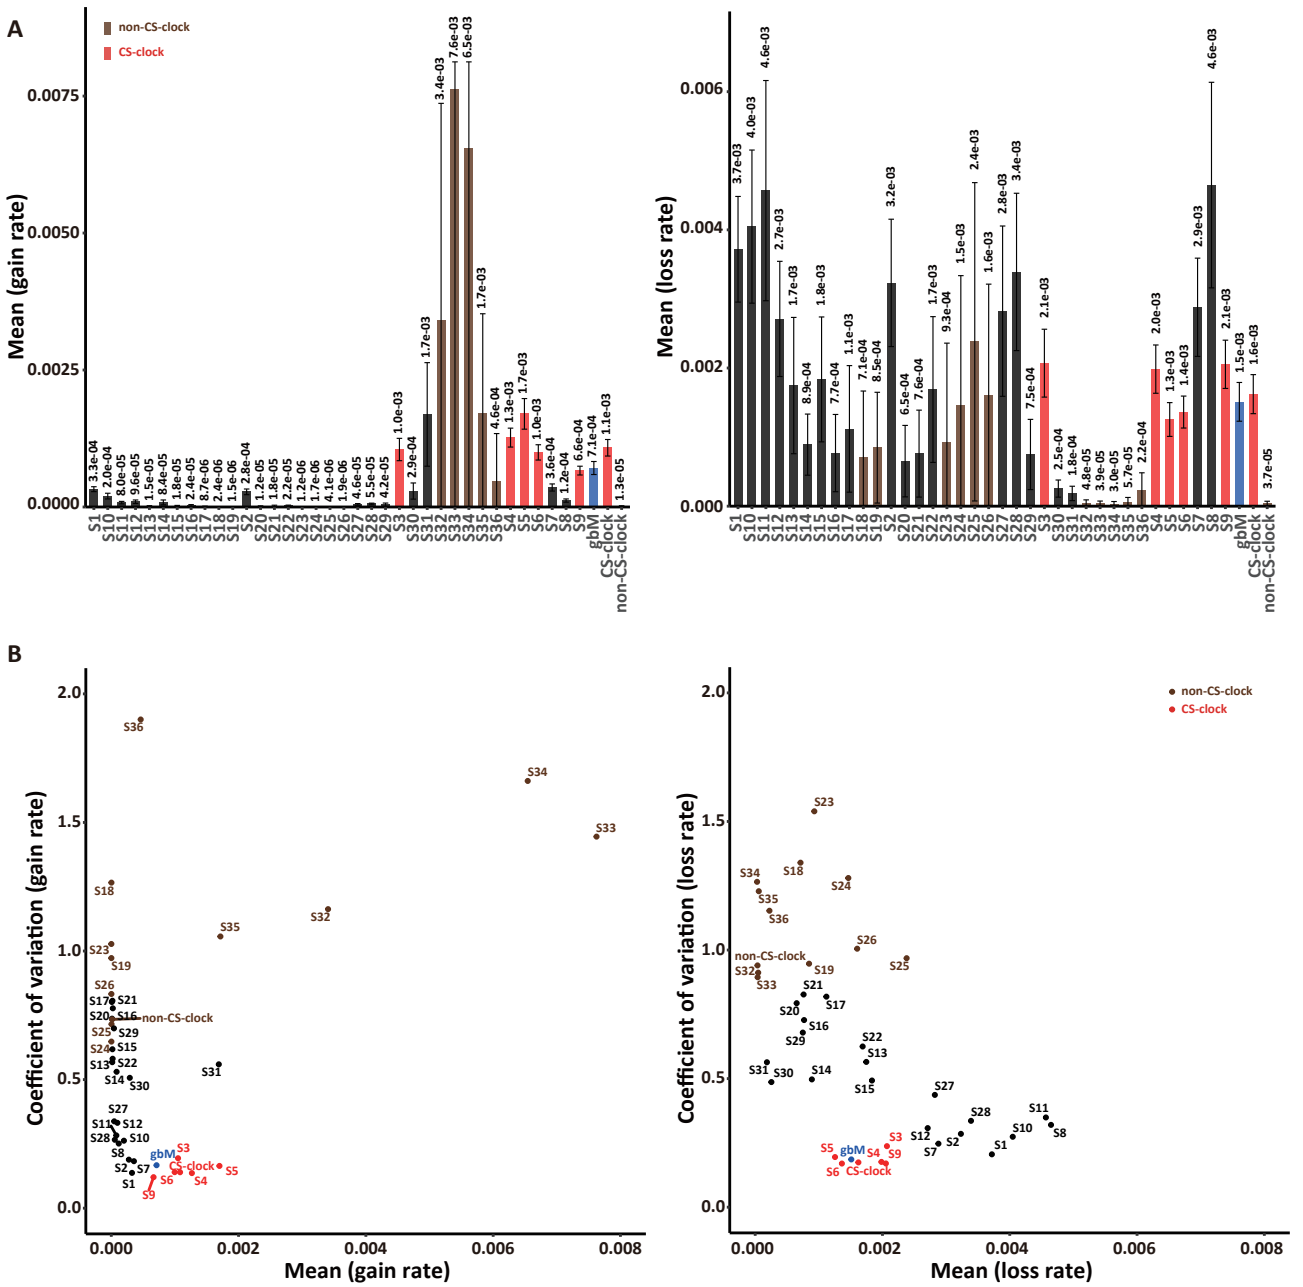 A
non-CS-clock
CS-clock
Mean (gain rate)
0.0075
0.0050
0.0025
0.0000
3.3e-04
2.0e-04
8.0e-05
9.6e-05
1.5e-05
8.4e-05
1.8e-05
2.4e-05
8.7e-06
2.4e-06
1.5e-06
2.8e-04
1.2e-05
1.8e-05
2.2e-05
1.2e-06
1.7e-06
4.1e-06
1.9e-06
4.6e-05
5.5e-05
4.2e-05
1.0e-03
2.9e-04
1.7e-03
3.4e-03
7.6e-03
6.5e-03
1.7e-03
4.6e-04
1.3e-03
1.7e-03
1.0e-03
3.6e-04
1.2e-04
6.6e-04
7.1e-04
1.1e-03
1.3e-05
S1
S10
S11
S12
S13
S14
S15
S16
S17
S18
S19
S2
S20
S21
S22
S23
S24
S25
S26
S27
S28
S29
S3
S30
S31
S32
S33
S34
S35
S36
S4
S5
S6
S7
S8
S9
gbM
CS-clock
non-CS-clock
Mean (loss rate)
0.006
0.004
0.002
0.000
3.7e-03
4.0e-03
4.6e-03
2.7e-03
1.7e-03
8.9e-04
1.8e-03
7.7e-04
1.1e-03
7.1e-04
8.5e-04
3.2e-03
6.5e-04
7.6e-04
1.7e-03
9.3e-04
1.5e-03
2.4e-03
1.6e-03
2.8e-03
3.4e-03
7.5e-04
2.1e-03
2.5e-04
1.8e-04
4.8e-05
3.9e-05
3.0e-05
5.7e-05
2.2e-04
2.0e-03
1.3e-03
1.4e-03
2.9e-03
4.6e-03
2.1e-03
1.5e-03
1.6e-03
3.7e-05
S1
S10
S11
S12
S13
S14
S15
S16
S17
S18
S19
S2
S20
S21
S22
S23
S24
S25
S26
S27
S28
S29
S3
S30
S31
S32
S33
S34
S35
S36
S4
S5
S6
S7
S8
S9
gbM
CS-clock
non-CS-clock
B
Coefficient of variation (gain rate)
2.0
1.5
1.0
0.5
0.0
S36
S34
S33
S18
S32
S35
S23
S19
S26
S17 S21
S20 S16
non-CS-clock
S25
S29
S24
S15
S13 S22
S14
S30
S31
S27
S11 S12
S28 S10
S8
gbM
S3
S2 S7
CS-clock
S5
S1
S6
S4
S9
0.000
0.002
0.004
0.006
0.008
Mean (gain rate)
Coefficient of variation (loss rate)
2.0
1.5
1.0
0.5
0.0
non-CS-clock
CS-clock
S23
S18
S34
S24
S35
S36
S26
non-CS-clock
S32
S19
S25
S33
S21
S20
S17
S16
S29
S22
S13
S31
S30
S14
S15
S27
S28
S11
S8
S12
S10
S2
S3
S7
S1
S5
gbM
S4
S9
S6
CS-clock
0.000
0.002
0.004
0.006
0.008
Mean (loss rate)